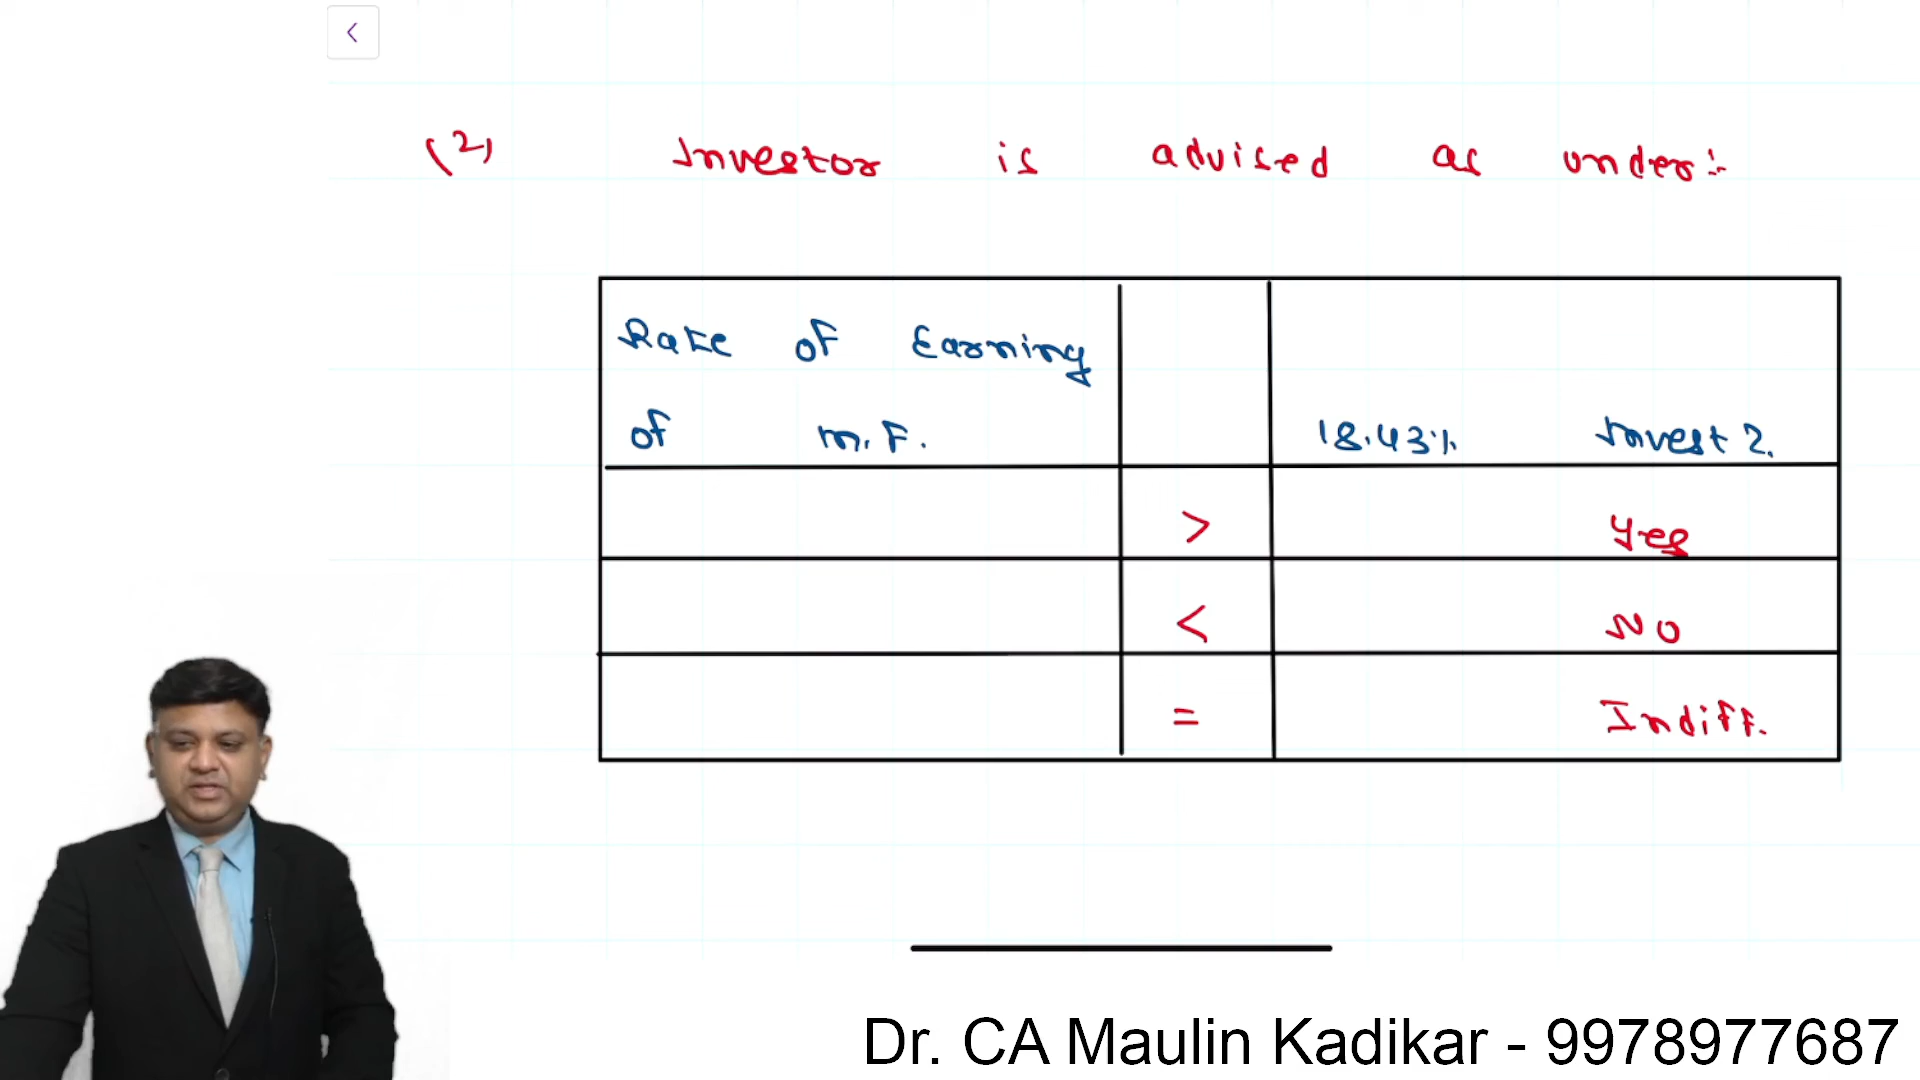 (2) Investor is advised as under:-
Rate of Earning
of M.F. 18.43% Invest?
> Yes
< No
= Indiff.
Dr. CA Maulin Kadikar - 9978977687